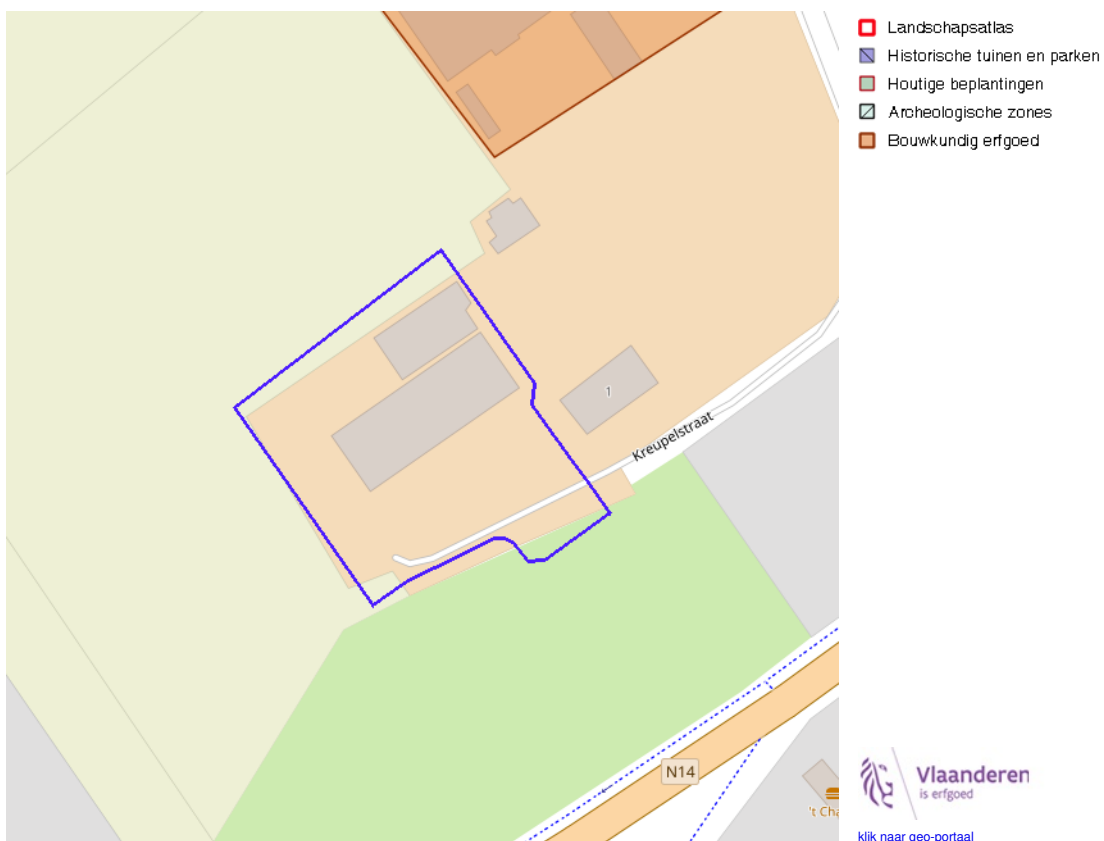 Landschapsatlas
Historische tuinen en parken
Houtige beplantingen
Archeologische zones
Bouwkundig erfgoed
1
Kreupelstraat
N14
't Cha
Vlaanderen
is erfgoed
klik naar geo-portaal